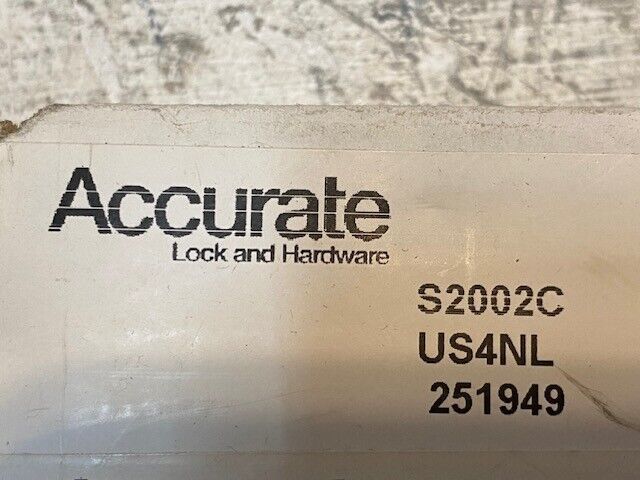 Accurate
Lock and Hardware
S2002C
US4NL
251949